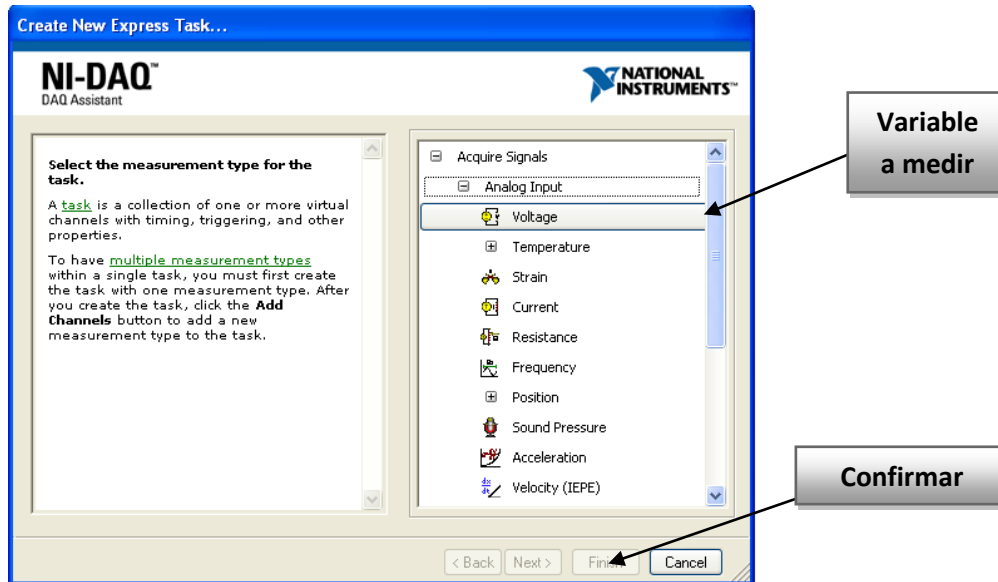 Create New Express Task...
NI-DAQ™
DAQ Assistant
NATIONAL
INSTRUMENTS™
Select the measurement type for the
task.
A task is a collection of one or more virtual
channels with timing, triggering, and other
properties.
To have multiple measurement types
within a single task, you must first create
the task with one measurement type. After
you create the task, click the Add
Channels button to add a new
measurement type to the task.
Acquire Signals
Analog Input
Voltage
Temperature
Strain
Current
Resistance
Frequency
Position
Sound Pressure
Acceleration
Velocity (IEPE)
Variable
a medir
Confirmar
< Back Next > Finish Cancel